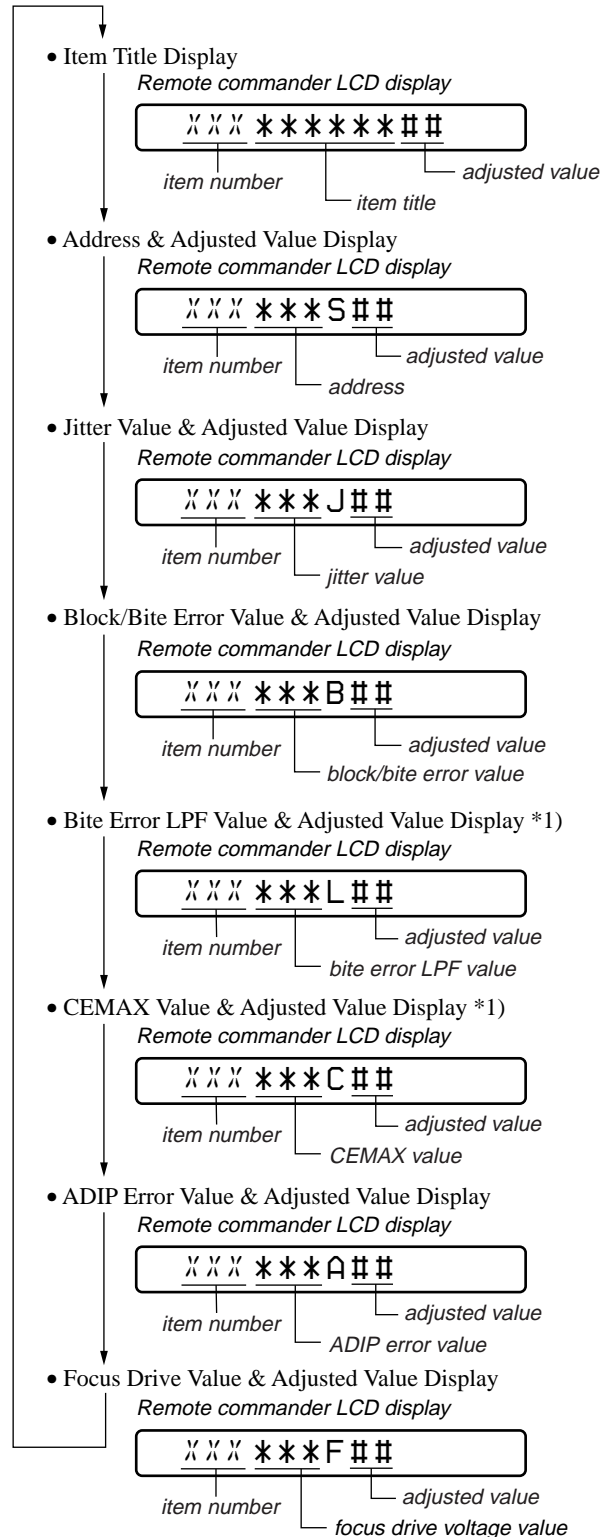 • Item Title Display
Remote commander LCD display
XXX ******##
item number
item title
adjusted value
• Address & Adjusted Value Display
Remote commander LCD display
XXX ***S##
item number
address
adjusted value
• Jitter Value & Adjusted Value Display
Remote commander LCD display
XXX ***J##
item number
jitter value
adjusted value
• Block/Bite Error Value & Adjusted Value Display
Remote commander LCD display
XXX ***B##
item number
block/bite error value
adjusted value
• Bite Error LPF Value & Adjusted Value Display *1)
Remote commander LCD display
XXX ***L##
item number
bite error LPF value
adjusted value
• CEMAX Value & Adjusted Value Display *1)
Remote commander LCD display
XXX ***C##
item number
CEMAX value
adjusted value
• ADIP Error Value & Adjusted Value Display
Remote commander LCD display
XXX ***A##
item number
ADIP error value
adjusted value
• Focus Drive Value & Adjusted Value Display
Remote commander LCD display
XXX ***F##
item number
focus drive voltage value
adjusted value